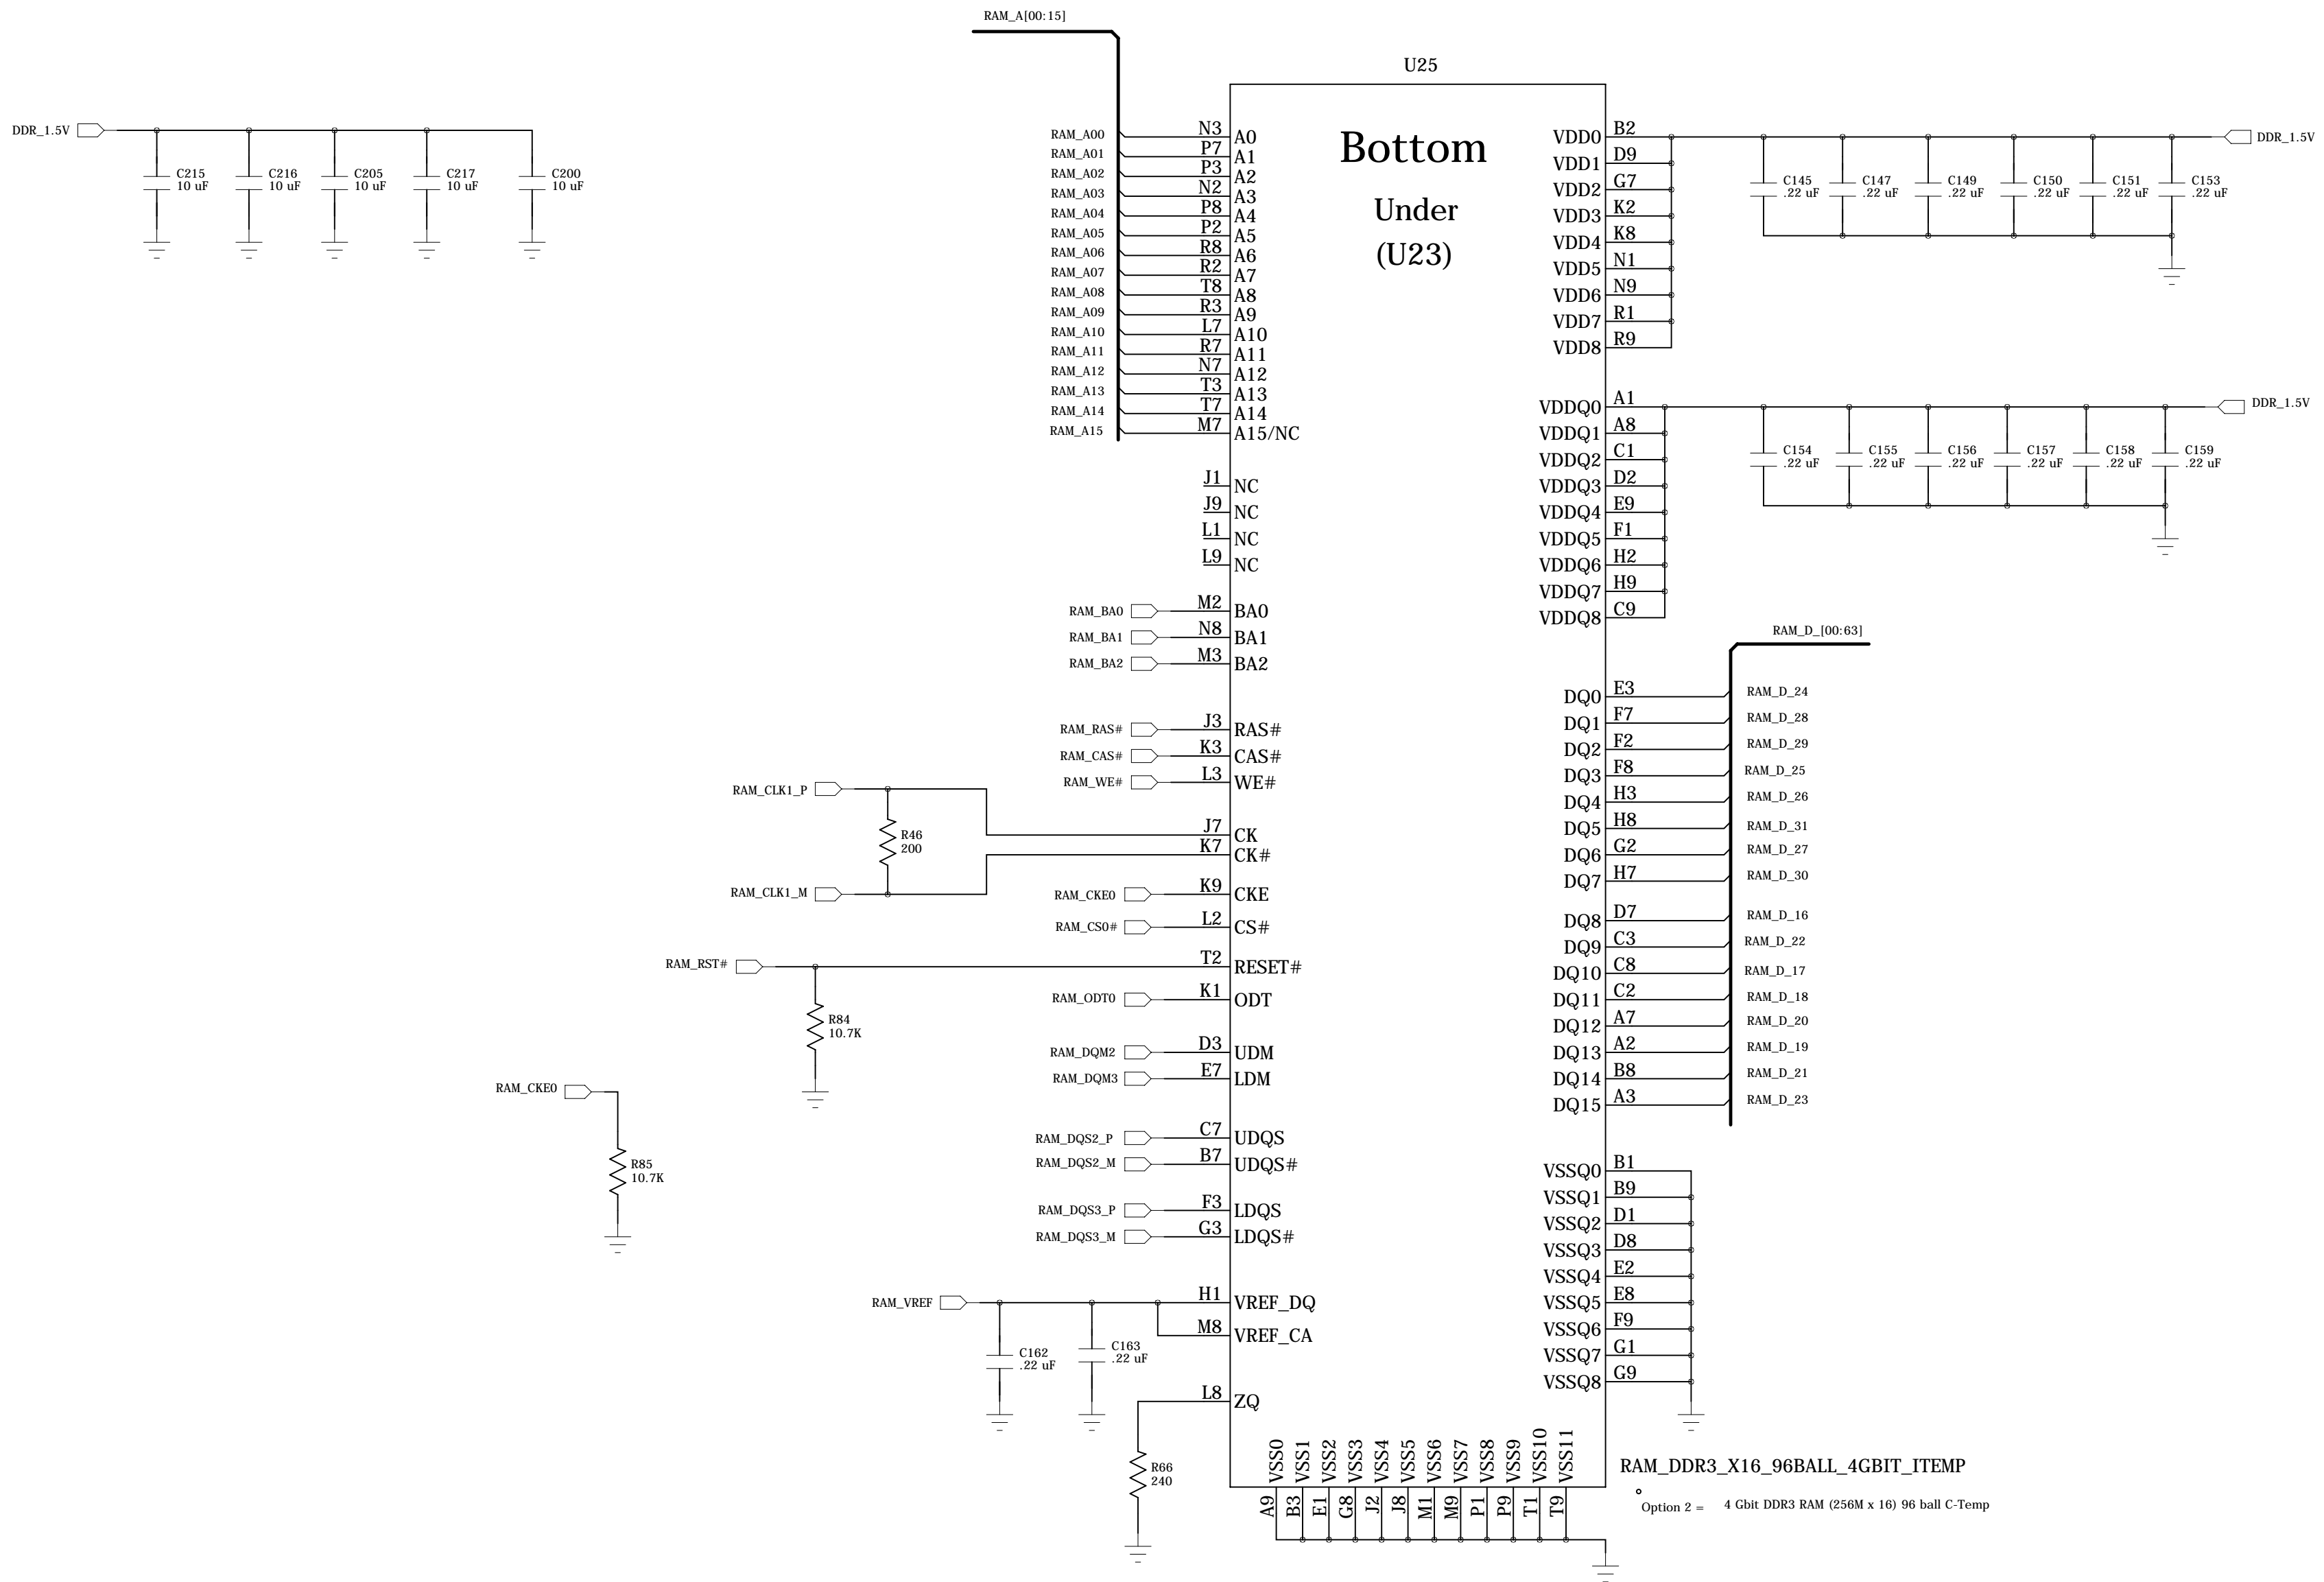 RAM_A[00:15]
U25
Bottom
Under
(U23)
DDR_1.5V
C215
10 uF
C216
10 uF
C205
10 uF
C217
10 uF
C200
10 uF
RAM_A00 N3 A0
RAM_A01 P7 A1
RAM_A02 P3 A2
RAM_A03 N2 A3
RAM_A04 P8 A4
RAM_A05 P2 A5
RAM_A06 R8 A6
RAM_A07 R2 A7
RAM_A08 T8 A8
RAM_A09 R3 A9
RAM_A10 L7 A10
RAM_A11 R7 A11
RAM_A12 N7 A12
RAM_A13 T3 A13
RAM_A14 T7 A14
RAM_A15 M7 A15/NC
J1 NC
J9 NC
L1 NC
L9 NC
RAM_BA0 M2 BA0
RAM_BA1 N8 BA1
RAM_BA2 M3 BA2
RAM_RAS# J3 RAS#
RAM_CAS# K3 CAS#
RAM_WE# L3 WE#
RAM_CLK1_P J7 CK
R46
200
RAM_CLK1_M K7 CK#
RAM_CKE0 K9 CKE
RAM_CS0# L2 CS#
RAM_RST# T2 RESET#
R84
10.7K
RAM_ODT0 K1 ODT
RAM_DQM2 D3 UDM
RAM_DQM3 E7 LDM
RAM_CKE0
R85
10.7K
RAM_DQS2_P C7 UDQS
RAM_DQS2_M B7 UDQS#
RAM_DQS3_P F3 LDQS
RAM_DQS3_M G3 LDQS#
RAM_VREF H1 VREF_DQ
M8 VREF_CA
C162
.22 uF
C163
.22 uF
L8 ZQ
R66
240
VDD0 B2 DDR_1.5V
VDD1 D9
VDD2 G7
VDD3 K2
VDD4 K8
VDD5 N1
VDD6 N9
VDD7 R1
VDD8 R9
C145
.22 uF
C147
.22 uF
C149
.22 uF
C150
.22 uF
C151
.22 uF
C153
.22 uF
VDDQ0 A1 DDR_1.5V
VDDQ1 A8
VDDQ2 C1
VDDQ3 D2
VDDQ4 E9
VDDQ5 F1
VDDQ6 H2
VDDQ7 H9
VDDQ8 C9
C154
.22 uF
C155
.22 uF
C156
.22 uF
C157
.22 uF
C158
.22 uF
C159
.22 uF
RAM_D_[00:63]
DQ0 E3 RAM_D_24
DQ1 F7 RAM_D_28
DQ2 F2 RAM_D_29
DQ3 F8 RAM_D_25
DQ4 H3 RAM_D_26
DQ5 H8 RAM_D_31
DQ6 G2 RAM_D_27
DQ7 H7 RAM_D_30
DQ8 D7 RAM_D_16
DQ9 C3 RAM_D_22
DQ10 C8 RAM_D_17
DQ11 C2 RAM_D_18
DQ12 A7 RAM_D_20
DQ13 A2 RAM_D_19
DQ14 B8 RAM_D_21
DQ15 A3 RAM_D_23
VSSQ0 B1
VSSQ1 B9
VSSQ2 D1
VSSQ3 D8
VSSQ4 E2
VSSQ5 E8
VSSQ6 F9
VSSQ7 G1
VSSQ8 G9
VSS0 A9
VSS1 B3
VSS2 E1
VSS3 G8
VSS4 J2
VSS5 J8
VSS6 M1
VSS7 M9
VSS8 P1
VSS9 P9
VSS10 T1
VSS11 T9
RAM_DDR3_X16_96BALL_4GBIT_ITEMP
Option 2 = 4 Gbit DDR3 RAM (256M x 16) 96 ball C-Temp